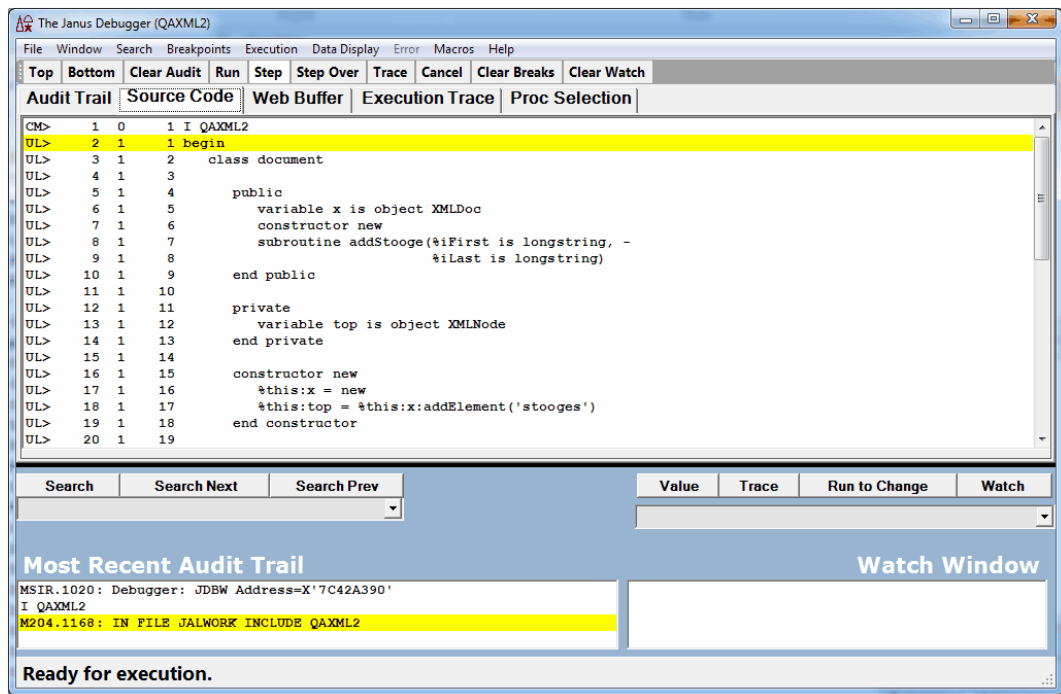 The Janus Debugger (QAXML2)
File Window Search Breakpoints Execution Data Display Error Macros Help
Top Bottom Clear Audit Run Step Step Over Trace Cancel Clear Breaks Clear Watch
Audit Trail Source Code Web Buffer Execution Trace Proc Selection
CM> 1 0 1 I QAXML2
UL> 2 1 1 begin
UL> 3 1 2 class document
UL> 4 1 3
UL> 5 1 4 public
UL> 6 1 5 variable x is object XMLDoc
UL> 7 1 6 constructor new
UL> 8 1 7 subroutine addStooge(%iFirst is longstring, -
UL> 9 1 8 %iLast is longstring)
UL> 10 1 9 end public
UL> 11 1 10
UL> 12 1 11 private
UL> 13 1 12 variable top is object XMLNode
UL> 14 1 13 end private
UL> 15 1 14
UL> 16 1 15 constructor new
UL> 17 1 16 %this:x = new
UL> 18 1 17 %this:top = %this:x:addElement('stooges')
UL> 19 1 18 end constructor
UL> 20 1 19
Search Search Next Search Prev Value Trace Run to Change Watch
Most Recent Audit Trail Watch Window
MSIR.1020: Debugger: JDBW Address=X'7C42A390'
I QAXML2
M204.1168: IN FILE JALWORK INCLUDE QAXML2
Ready for execution.